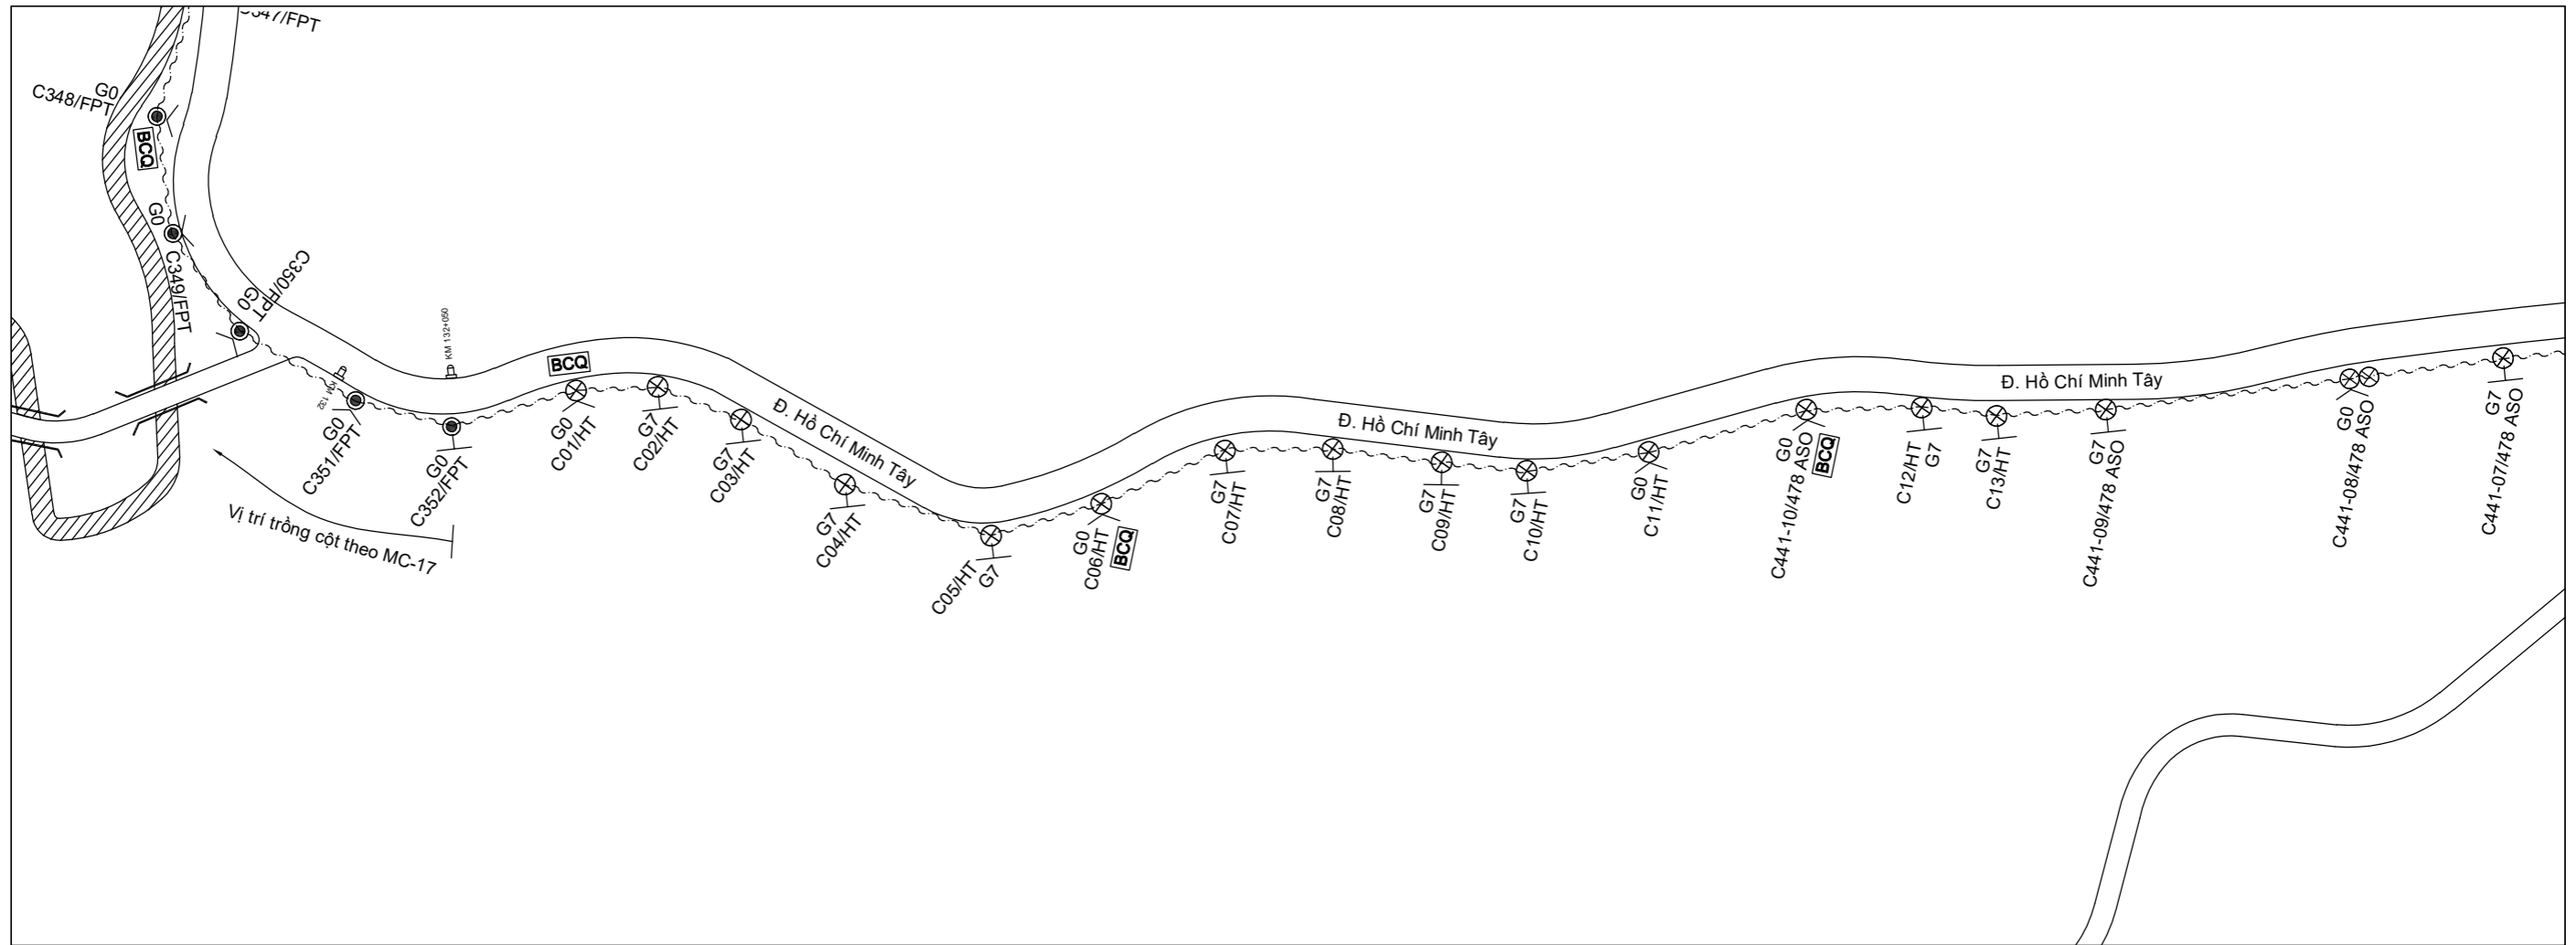 C347/FPT
G0
C348/FPT
BCQ
G0
C349/FPT
C350/FPT
G0
KM 132
KM 132+050
G0
C351/FPT
G0
C352/FPT
Vị trí trồng cột theo MC-17
BCQ
G0
C01/HT
G7
C02/HT
G7
C03/HT
Đ. Hồ Chí Minh Tây
G7
C04/HT
C05/HT
G7
G0
C06/HT
BCQ
G7
C07/HT
Đ. Hồ Chí Minh Tây
G7
C08/HT
G7
C09/HT
G7
C10/HT
G0
C11/HT
G0
C441-10/478 ASO
BCQ
C12/HT
G7
G7
C13/HT
Đ. Hồ Chí Minh Tây
G7
C441-09/478 ASO
G0
C441-08/478 ASO
G7
C441-07/478 ASO